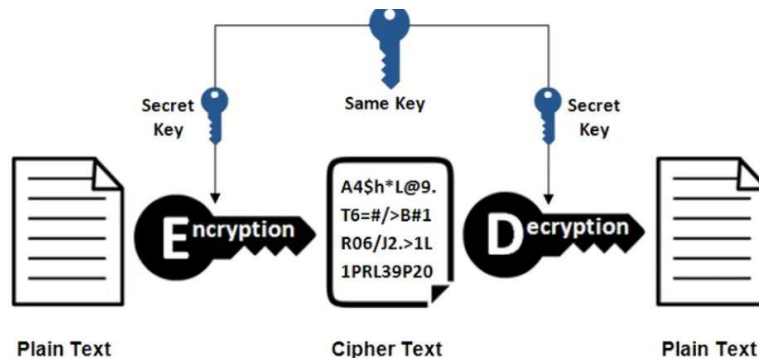 Secret
Key
Same Key
Secret
Key
Encryption
A4$h*L@9.
T6=#/>B#1
R06/J2.>1L
1PRL39P20
Decryption
Plain Text
Cipher Text
Plain Text